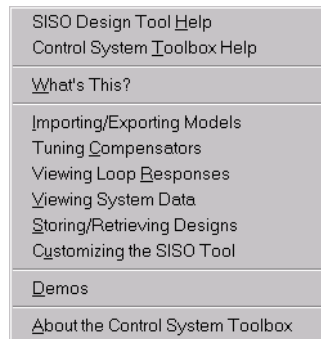 SISO Design Tool Help
Control System Toolbox Help
What's This?
Importing/Exporting Models
Tuning Compensators
Viewing Loop Responses
Viewing System Data
Storing/Retrieving Designs
Customizing the SISO Tool
Demos
About the Control System Toolbox